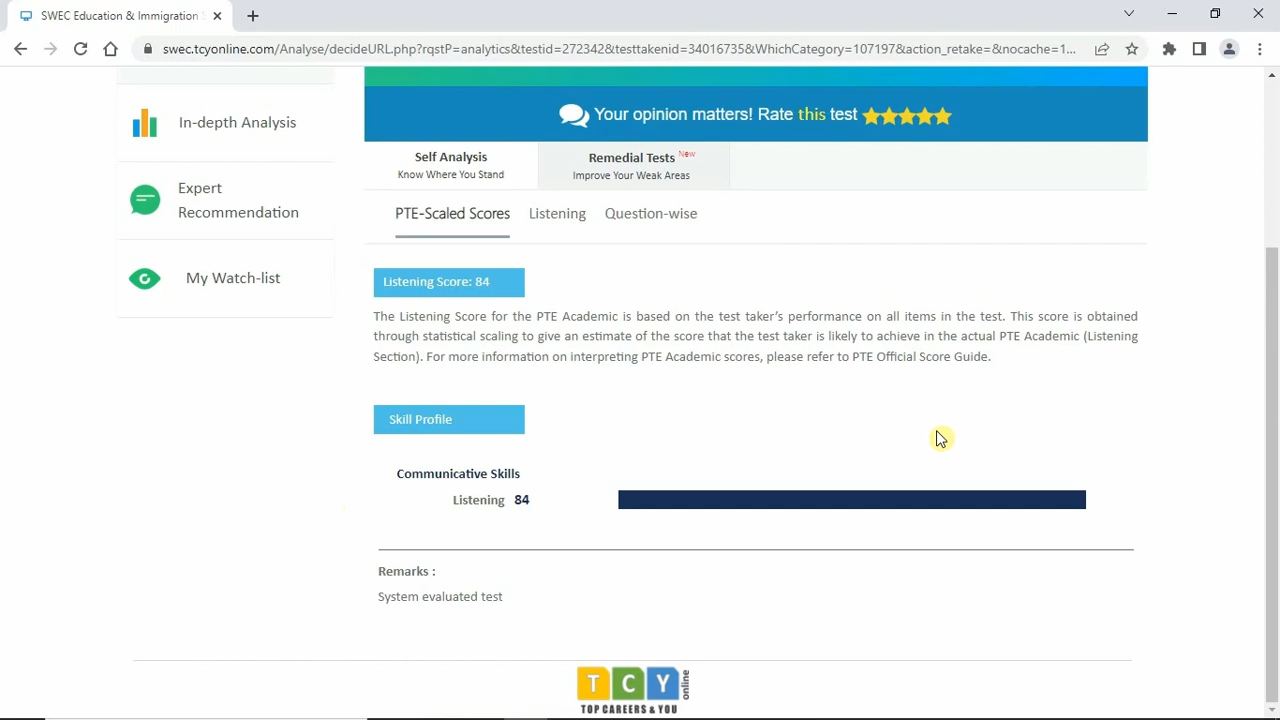 SWEC Education & Immigration
swec.tcyonline.com/Analyse/decideURL.php?rqstP=analytics&testid=272342&testtakenid=34016735&WhichCategory=107197&action_retake=&nocache=1...
Your opinion matters! Rate this test
In-depth Analysis
Self Analysis
Know Where You Stand
Remedial Tests New
Improve Your Weak Areas
Expert
Recommendation
PTE-Scaled Scores Listening Question-wise
My Watch-list
Listening Score: 84
The Listening Score for the PTE Academic is based on the test taker's performance on all items in the test. This score is obtained
through statistical scaling to give an estimate of the score that the test taker is likely to achieve in the actual PTE Academic (Listening
Section). For more information on interpreting PTE Academic scores, please refer to PTE Official Score Guide.
Skill Profile
Communicative Skills
Listening 84
Remarks :
System evaluated test
TCY online
TOP CAREERS & YOU